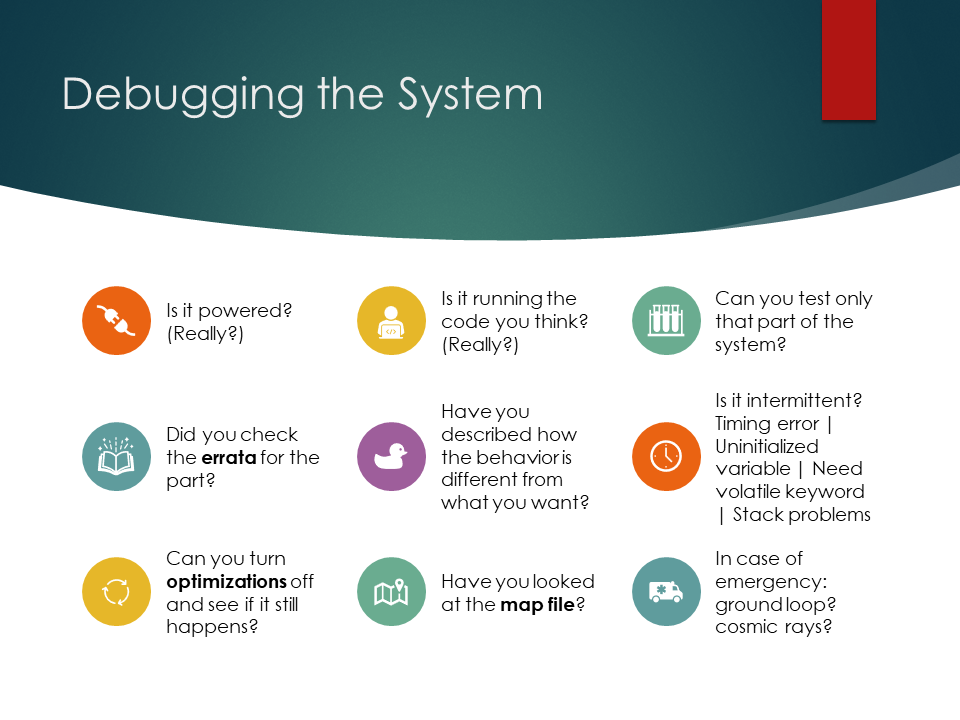 Debugging the System
Is it powered?
(Really?)
Is it running the
code you think?
(Really?)
Can you test only
that part of the
system?
Did you check
the errata for the
part?
Have you
described how
the behavior is
different from
what you want?
Is it intermittent?
Timing error |
Uninitialized
variable | Need
volatile keyword
| Stack problems
Can you turn
optimizations off
and see if it still
happens?
Have you looked
at the map file?
In case of
emergency:
ground loop?
cosmic rays?